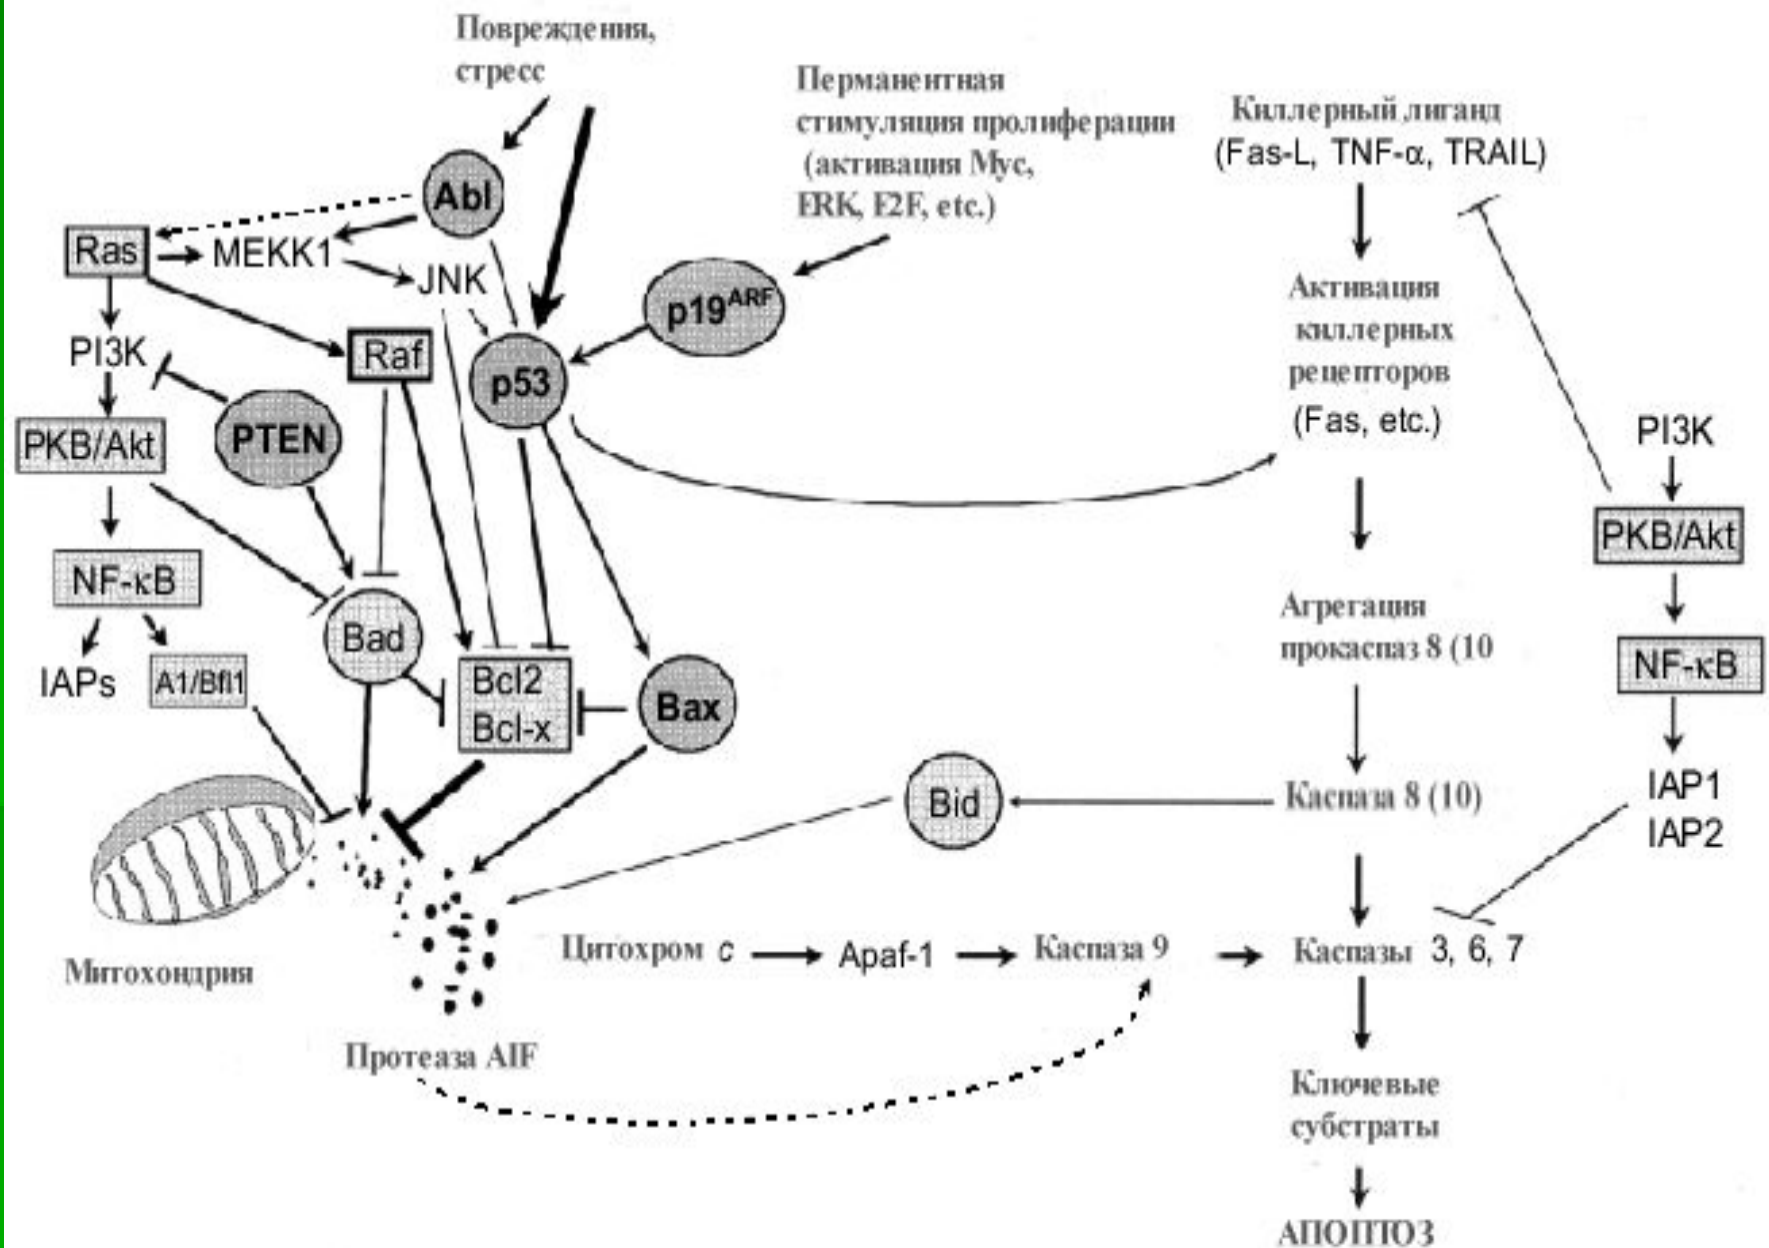 Повреждения,
стресс
Перманентная
стимуляция пролиферации
(активация Myc,
ERK, E2F, etc.)
Киллерный лиганд
(Fas-L, TNF-α, TRAIL)
Abl
Ras
MEKK1
JNK
p19ARF
Активация
киллерных
рецепторов
(Fas, etc.)
PI3K
Raf
p53
PTEN
PKB/Akt
PI3K
PKB/Akt
NF-κB
Bad
IAPs
A1/Bfl1
Bcl2
Bcl-x
Bax
Агрегация
прокаспаз 8 (10
NF-κB
Bid
Каспаза 8 (10)
IAP1
IAP2
Митохондрия
Цитохром c
Apaf-1
Каспаза 9
Каспазы 3, 6, 7
Протеаза AIF
Ключевые
субстраты
АПОПТОЗ